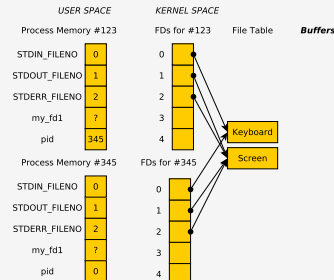 USER SPACE KERNEL SPACE
Process Memory #123 FDs for #123 File Table Buffers
STDIN_FILENO 0 0
STDOUT_FILENO 1 1
STDERR_FILENO 2 2
my_fd1 ? 3
pid 345 4
Keyboard
Screen
Process Memory #345 FDs for #345
STDIN_FILENO 0 0
STDOUT_FILENO 1 1
STDERR_FILENO 2 2
my_fd1 ? 3
pid 0 4